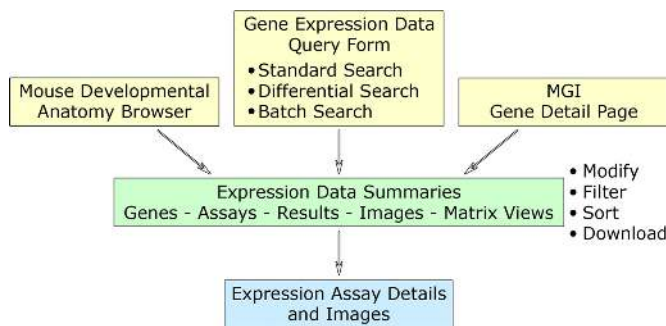 Gene Expression Data
Query Form
• Standard Search
• Differential Search
• Batch Search
Mouse Developmental
Anatomy Browser
MGI
Gene Detail Page
Expression Data Summaries
Genes - Assays - Results - Images - Matrix Views
• Modify
• Filter
• Sort
• Download
Expression Assay Details
and Images